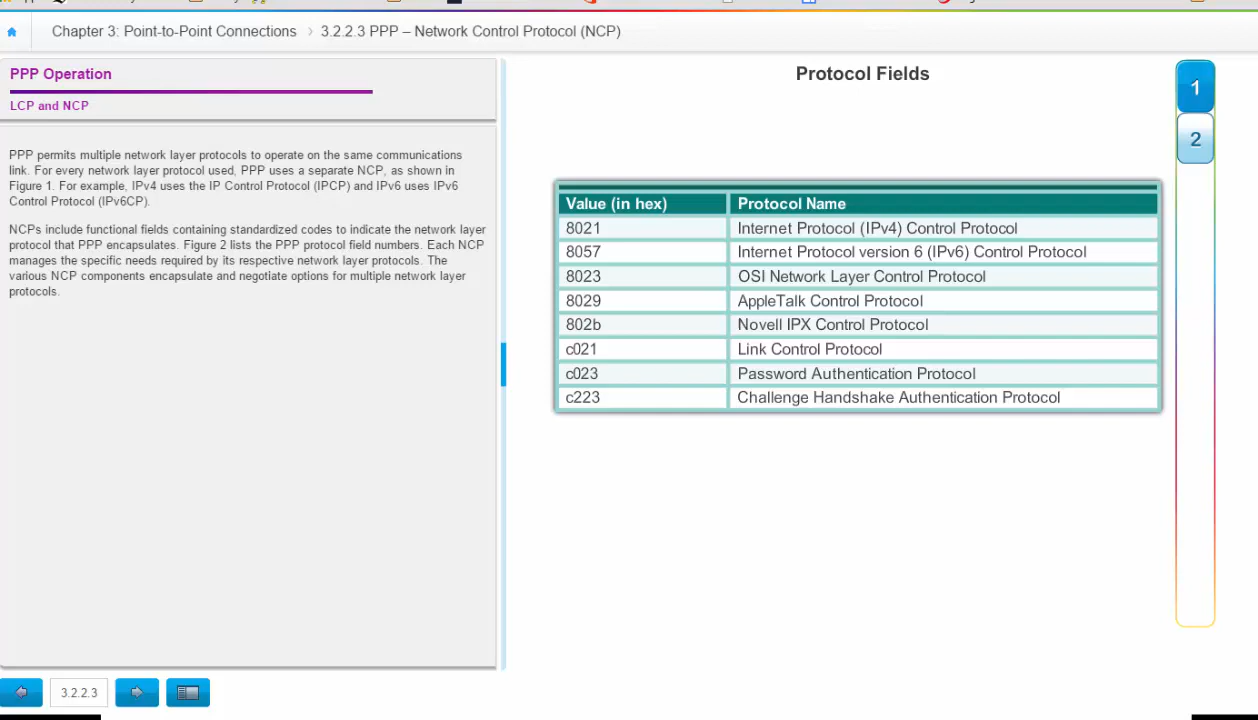 Chapter 3: Point-to-Point Connections › 3.2.2.3 PPP – Network Control Protocol (NCP)
PPP Operation
LCP and NCP
PPP permits multiple network layer protocols to operate on the same communications
link. For every network layer protocol used, PPP uses a separate NCP, as shown in
Figure 1. For example, IPv4 uses the IP Control Protocol (IPCP) and IPv6 uses IPv6
Control Protocol (IPv6CP).
NCPs include functional fields containing standardized codes to indicate the network layer
protocol that PPP encapsulates. Figure 2 lists the PPP protocol field numbers. Each NCP
manages the specific needs required by its respective network layer protocols. The
various NCP components encapsulate and negotiate options for multiple network layer
protocols.
Protocol Fields
Value (in hex) Protocol Name
8021 Internet Protocol (IPv4) Control Protocol
8057 Internet Protocol version 6 (IPv6) Control Protocol
8023 OSI Network Layer Control Protocol
8029 AppleTalk Control Protocol
802b Novell IPX Control Protocol
c021 Link Control Protocol
c023 Password Authentication Protocol
c223 Challenge Handshake Authentication Protocol
1
2
3.2.2.3